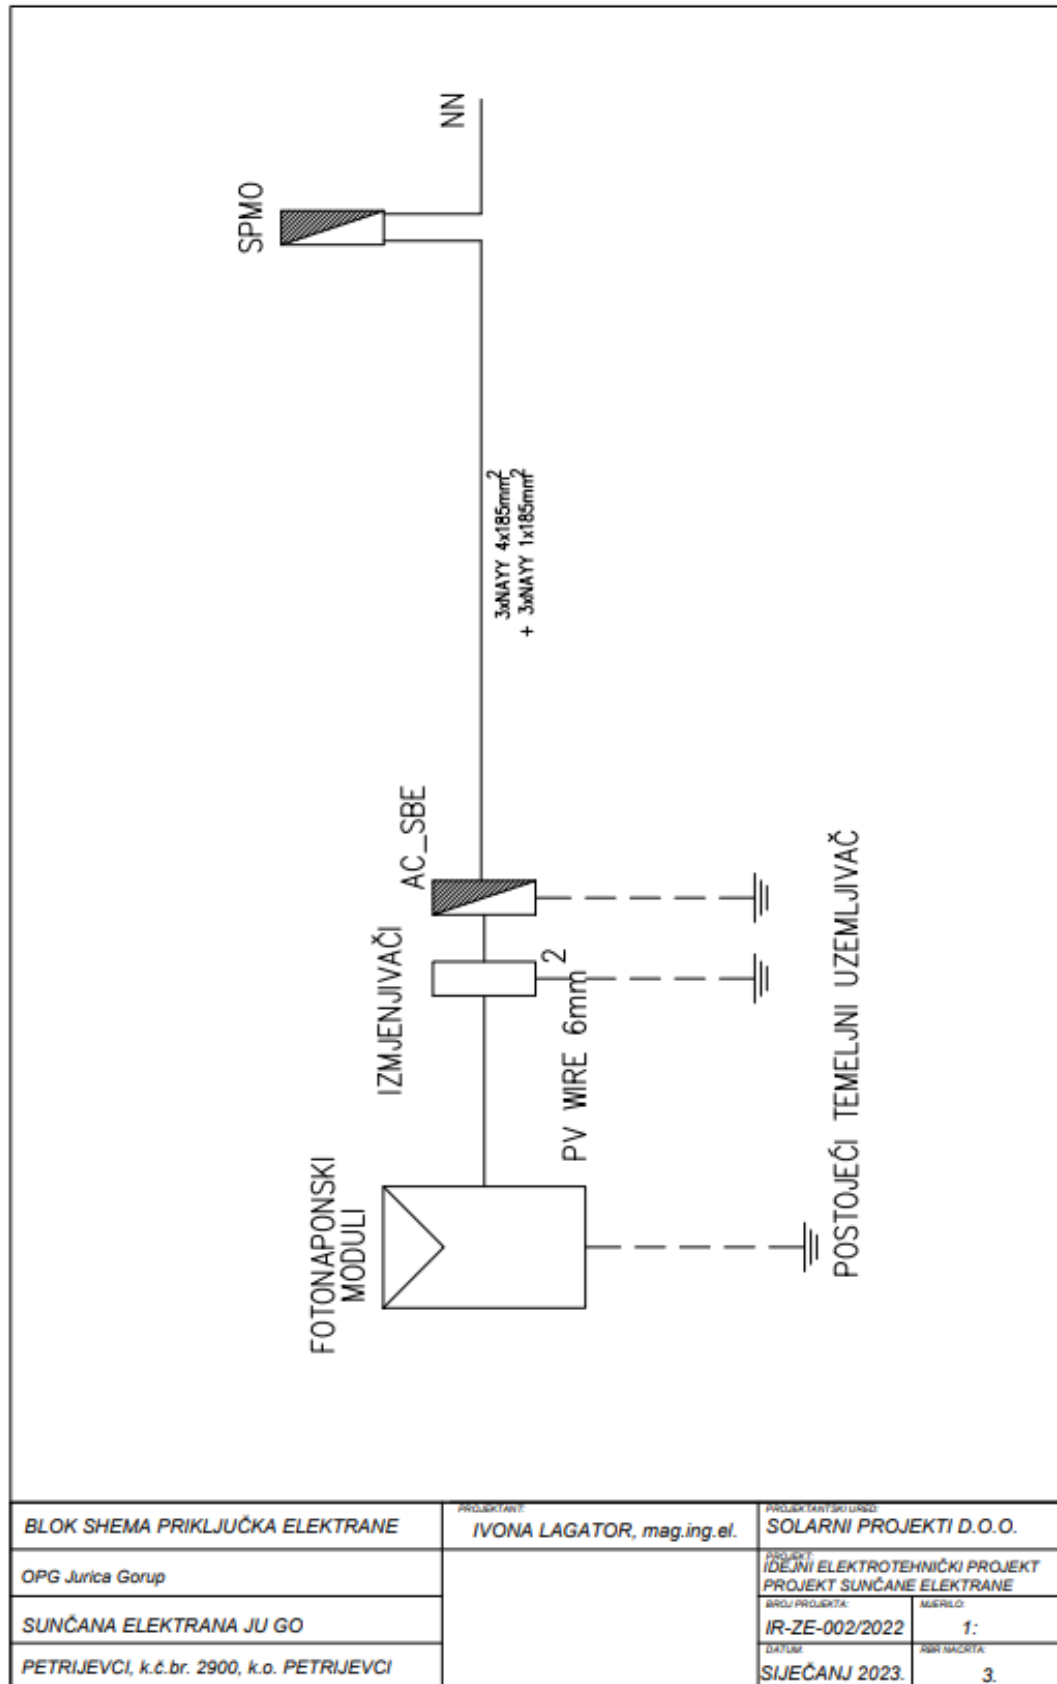 NN
SPMO
3xNAYY 4x185mm2
+ 3xNAYY 1x185mm2
AC_SBE
IZMJENJIVAČI
PV WIRE 6mm 2
FOTONAPONSKI
MODULI
POSTOJEĆI TEMELJNI UZEMLJIVAČ
BLOK SHEMA PRIKLJUČKA ELEKTRANE
OPG Jurica Gorup
SUNČANA ELEKTRANA JU GO
PETRIJEVCI, k.č.br. 2900, k.o. PETRIJEVCI
PROJEKTANT:
IVONA LAGATOR, mag.ing.el.
PROJEKTANTSKI URED:
SOLARNI PROJEKTI D.O.O.
PROJEKT:
IDEJNI ELEKTROTEHNIČKI PROJEKT
PROJEKT SUNČANE ELEKTRANE
BROJ PROJEKTA:
IR-ZE-002/2022
MJERILO:
1:
DATUM:
SIJEČANJ 2023.
RBR NACRTA:
3.